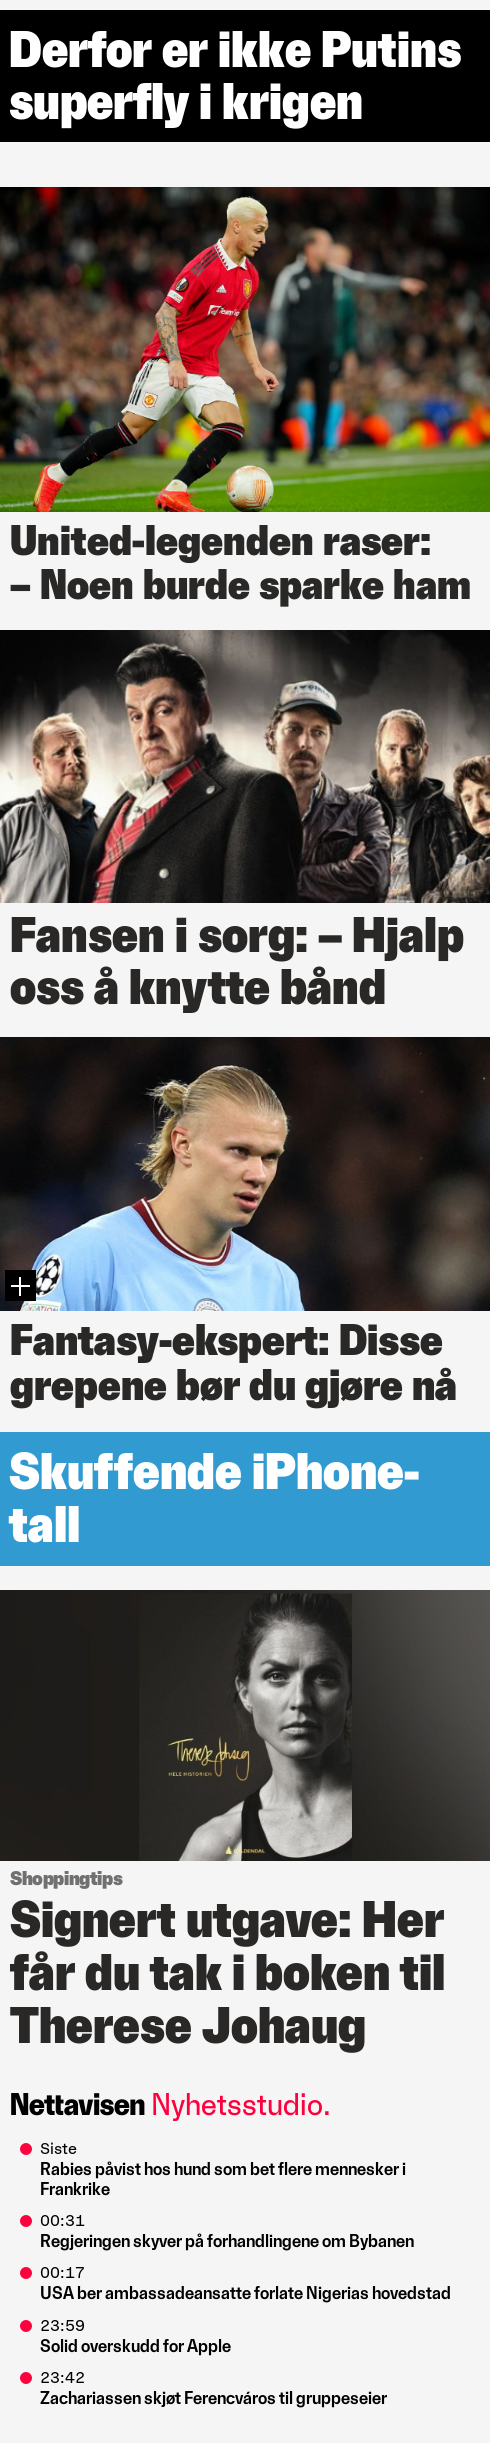 Derfor er ikke Putins
superfly i krigen
TeamViewer
United-legenden raser:
– Noen burde sparke ham
Fansen i sorg: – Hjalp
oss å knytte bånd
Fantasy-ekspert: Disse
grepene bør du gjøre nå
Skuffende iPhone-
tall
Therese Johaug
HELE HISTORIEN
GYLDENDAL
Shoppingtips
Signert utgave: Her
får du tak i boken til
Therese Johaug
Nettavisen Nyhetsstudio.
Siste
Rabies påvist hos hund som bet flere mennesker i
Frankrike
00:31
Regjeringen skyver på forhandlingene om Bybanen
00:17
USA ber ambassadeansatte forlate Nigerias hovedstad
23:59
Solid overskudd for Apple
23:42
Zachariassen skjøt Ferencváros til gruppeseier